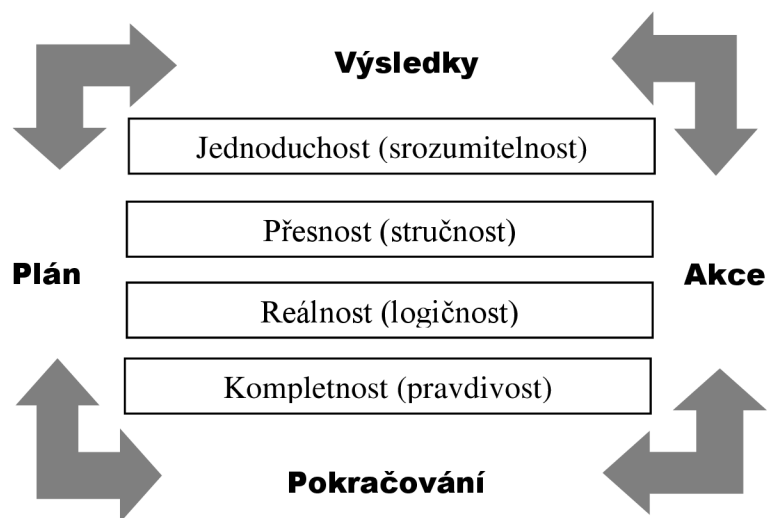 Výsledky
Jednoduchost (srozumitelnost)
Přesnost (stručnost)
Plán
Akce
Reálnost (logičnost)
Kompletnost (pravdivost)
Pokračování